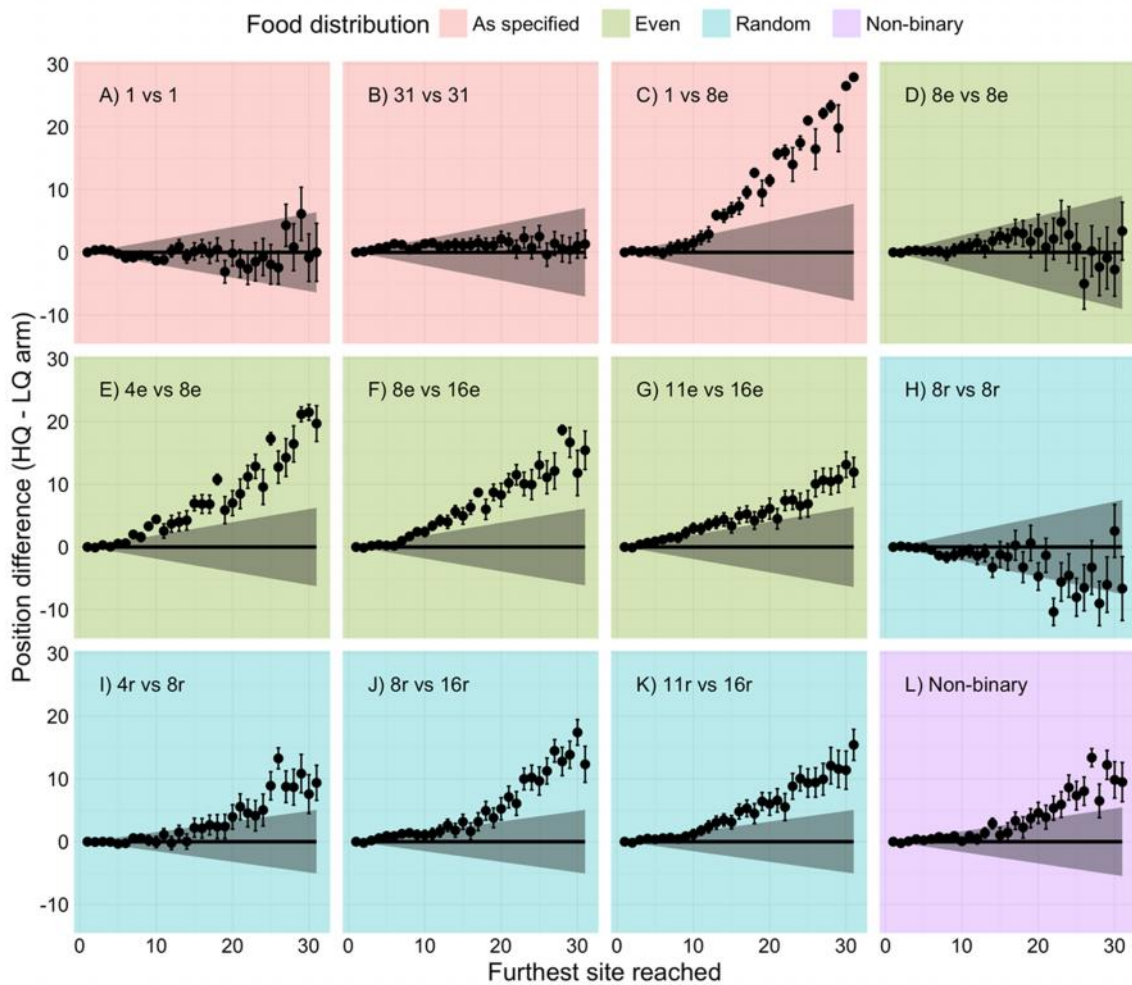 Food distribution As specified Even Random Non-binary
Position difference (HQ - LQ arm)
A) 1 vs 1 B) 31 vs 31 C) 1 vs 8e D) 8e vs 8e
30
20
10
0
-10
E) 4e vs 8e F) 8e vs 16e G) 11e vs 16e H) 8r vs 8r
30
20
10
0
-10
I) 4r vs 8r J) 8r vs 16r K) 11r vs 16r L) Non-binary
30
20
10
0
-10
0 10 20 30 0 10 20 30 0 10 20 30 0 10 20 30
Furthest site reached